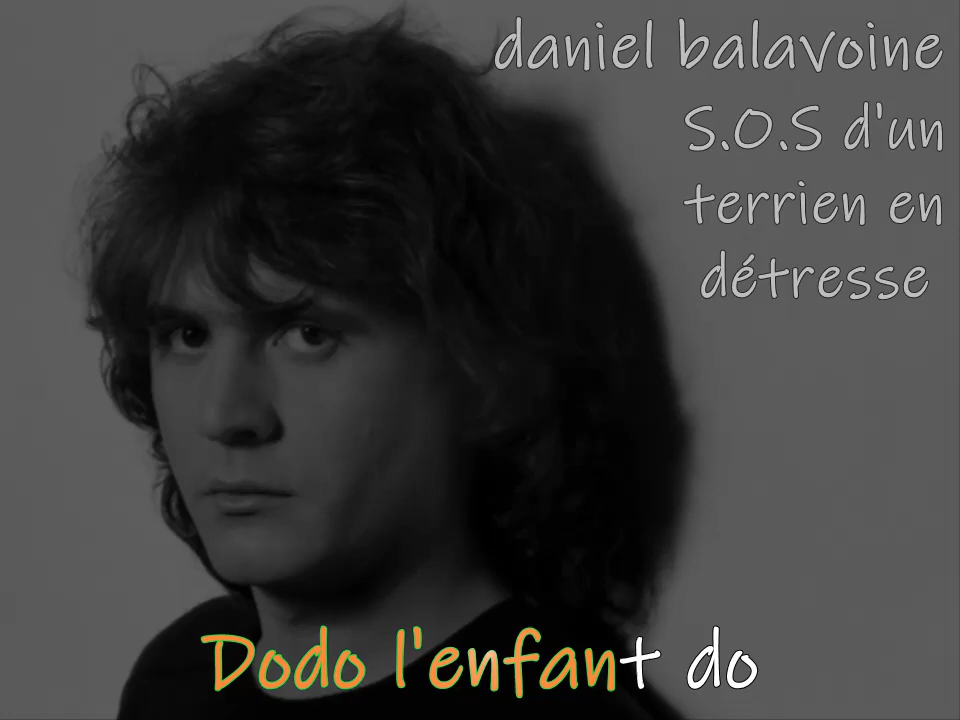 daniel balavoine
S.O.S d'un
terrien en
détresse
Dodo l'enfant do